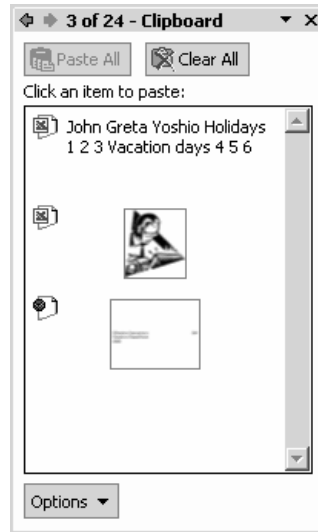 3 of 24 - Clipboard
Paste All Clear All
Click an item to paste:
John Greta Yoshio Holidays
1 2 3 Vacation days 4 5 6
Options